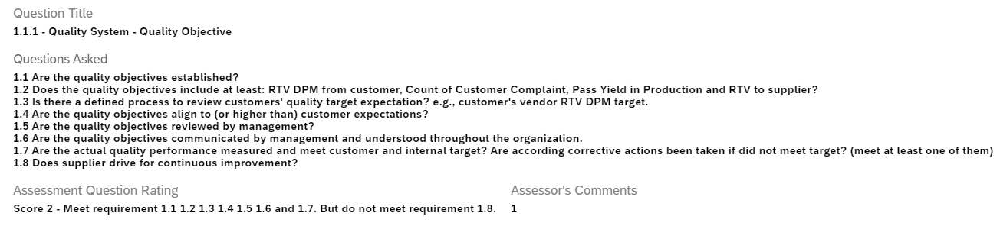 Question Title
1.1.1 - Quality System - Quality Objective
Questions Asked
1.1 Are the quality objectives established?
1.2 Does the quality objectives include at least: RTV DPM from customer, Count of Customer Complaint, Pass Yield in Production and RTV to supplier?
1.3 Is there a defined process to review customers' quality target expectation? e.g., customer's vendor RTV DPM target.
1.4 Are the quality objectives align to (or higher than) customer expectations?
1.5 Are the quality objectives reviewed by management?
1.6 Are the quality objectives communicated by management and understood throughout the organization.
1.7 Are the actual quality performance measured and meet customer and internal target? Are according corrective actions been taken if did not meet target? (meet at least one of them)
1.8 Does supplier drive for continuous improvement?
Assessment Question Rating
Score 2 - Meet requirement 1.1 1.2 1.3 1.4 1.5 1.6 and 1.7. But do not meet requirement 1.8.
Assessor's Comments
1